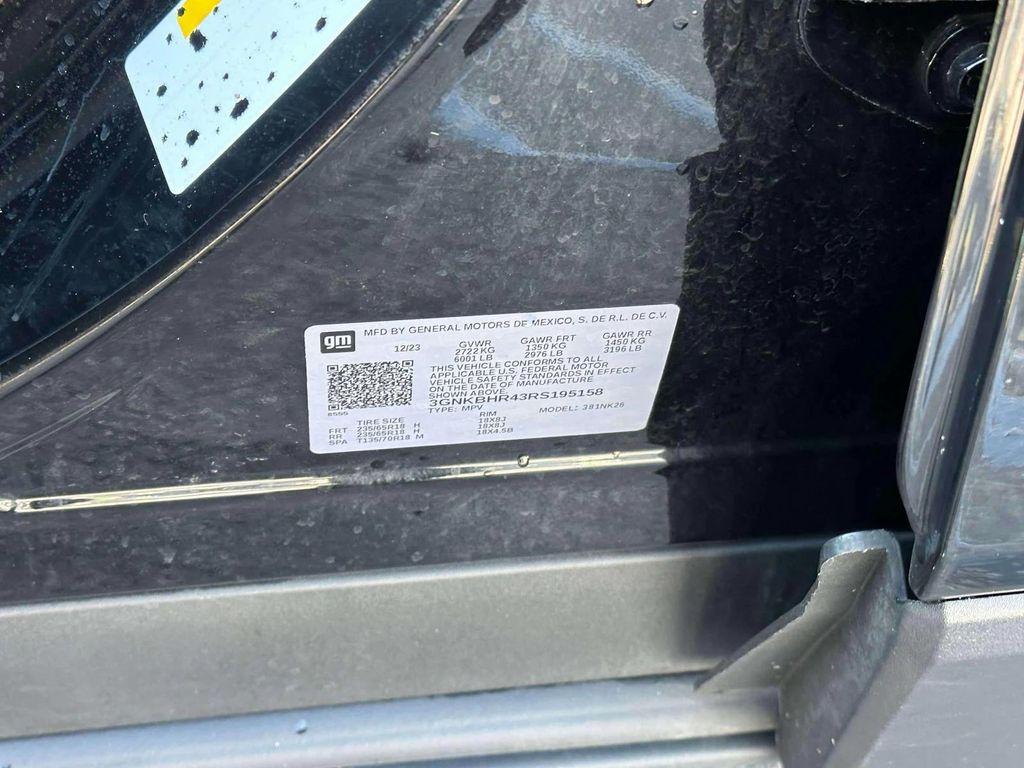 gm MFD BY GENERAL MOTORS DE MEXICO, S. DE R.L. DE C.V.
12/23 GVWR GAWR FRT GAWR RR
2722 KG 1350 KG 1450 KG
6001 LB 2976 LB 3196 LB
THIS VEHICLE CONFORMS TO ALL
APPLICABLE U.S. FEDERAL MOTOR
VEHICLE SAFETY STANDARDS IN EFFECT
ON THE DATE OF MANUFACTURE
SHOWN ABOVE.
3GNKBHR43RS195158
8555 TYPE: MPV MODEL: 381NK26
TIRE SIZE RIM
FRT 235/65R18 H 18X8J
RR 235/65R18 H 18X8J
SPA T135/70R18 M 18X4.5B